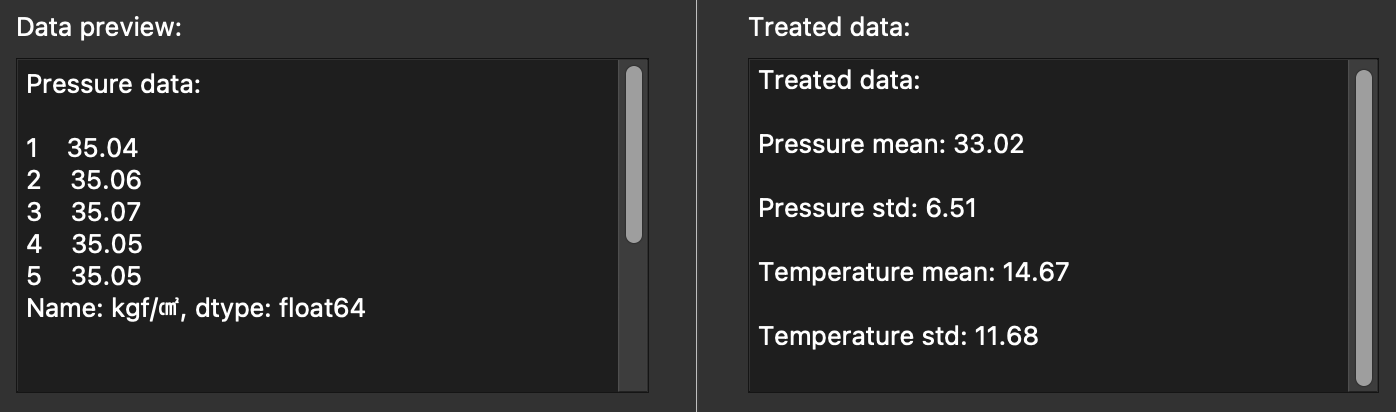 Data preview:
Pressure data:
1 35.04
2 35.06
3 35.07
4 35.05
5 35.05
Name: kgf/㎠, dtype: float64
Treated data:
Treated data:
Pressure mean: 33.02
Pressure std: 6.51
Temperature mean: 14.67
Temperature std: 11.68